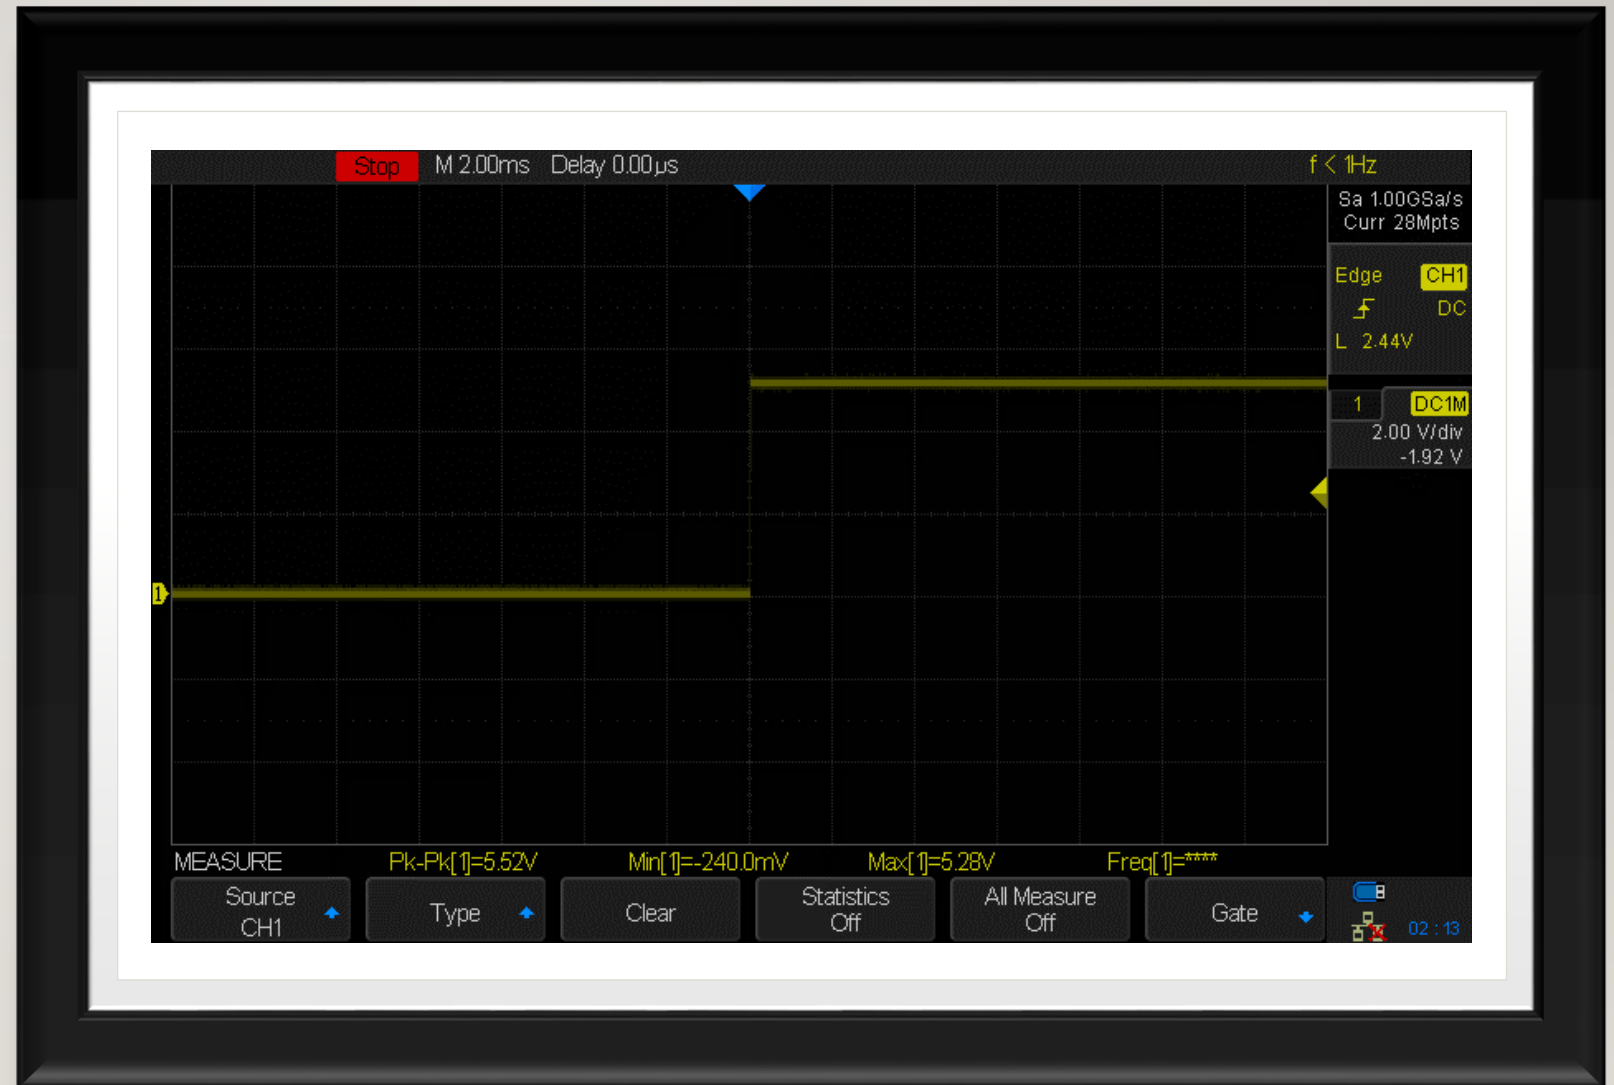 Stop M 2.00ms Delay 0.00µs f < 1Hz
Sa 1.00GSa/s
Curr 28Mpts
Edge CH1
DC
L 2.44V
1 DC1M
2.00 V/div
-1.92 V
1
MEASURE Pk-Pk[1]=5.52V Min[1]=-240.0mV Max[1]=5.28V Freq[1]=****
Source
CH1
Type
Clear
Statistics
Off
All Measure
Off
Gate
02 : 13